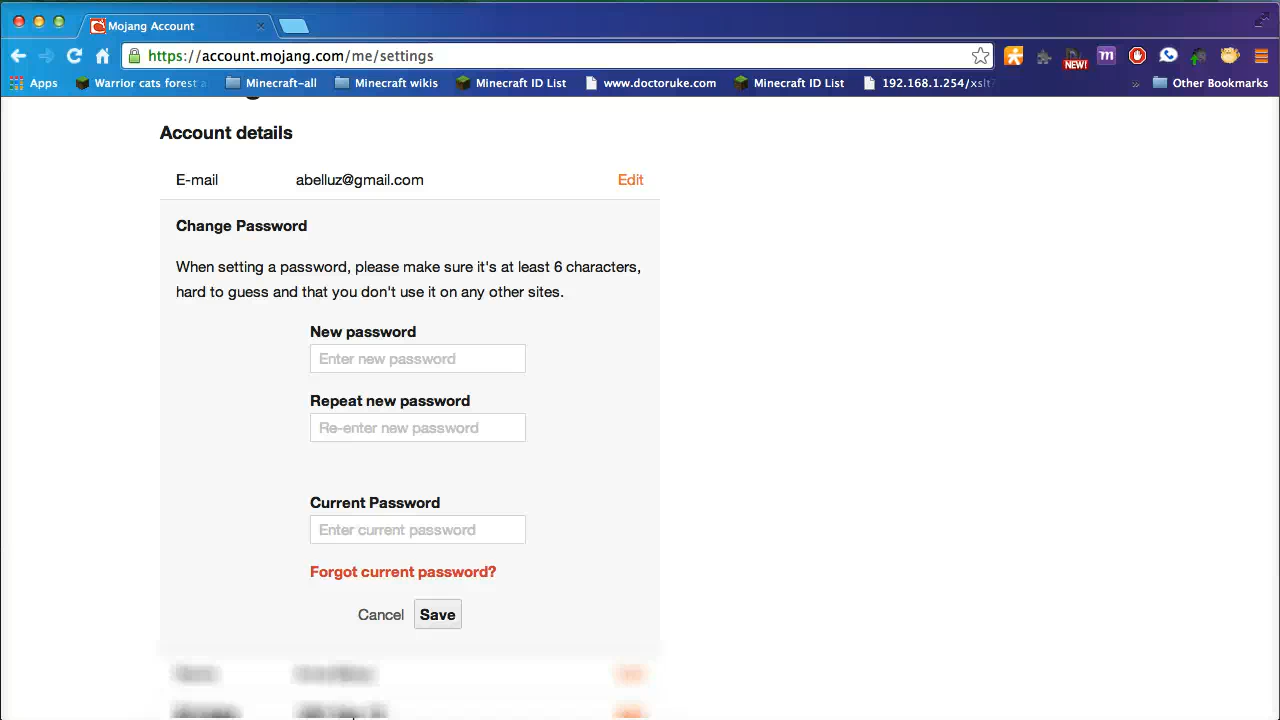 Mojang Account
https://account.mojang.com/me/settings
NEW!
m
Apps
Warrior cats forest
Minecraft-all
Minecraft wikis
Minecraft ID List
www.doctoruke.com
Minecraft ID List
192.168.1.254/xslt
»
Other Bookmarks
Account details
E-mail abelluz@gmail.com Edit
Change Password
When setting a password, please make sure it's at least 6 characters,
hard to guess and that you don't use it on any other sites.
New password
Enter new password
Repeat new password
Re-enter new password
Current Password
Enter current password
Forgot current password?
Cancel Save